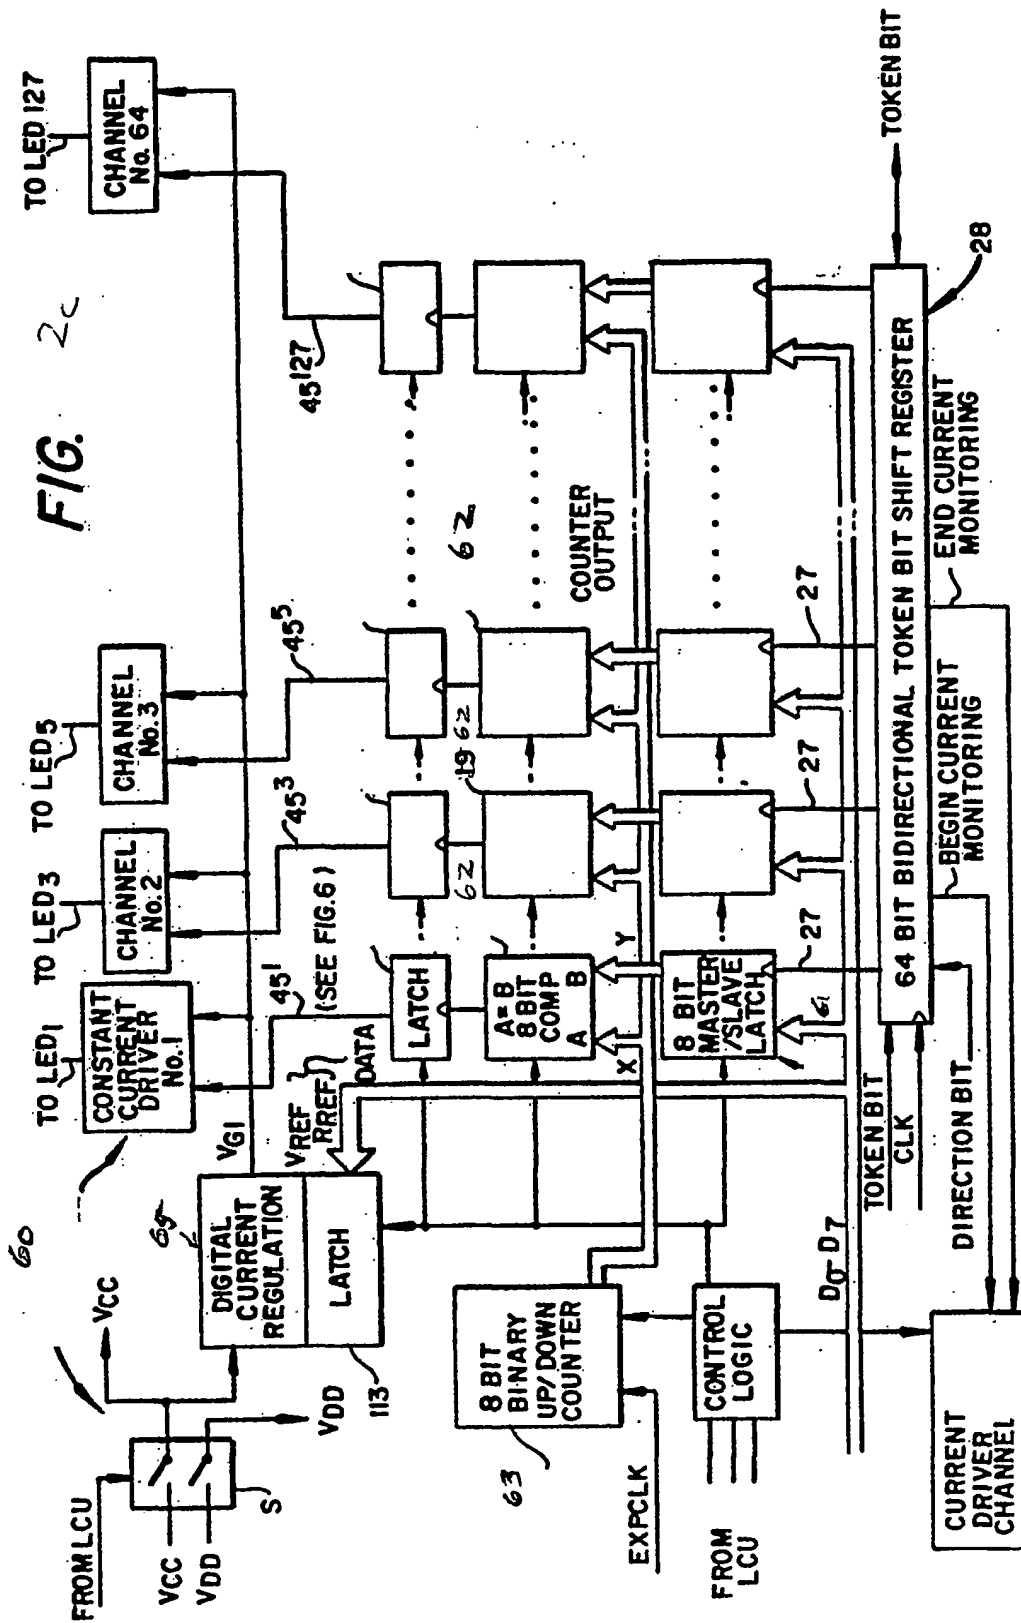 FIG. 2c
60
FROM LCU
VCC
VDD
S
VCC
VDD
65
DIGITAL
CURRENT
REGULATION
LATCH
113
VGI
VREF
RREF
DATA
(SEE FIG.6)
TO LED1
CONSTANT
CURRENT
DRIVER
No.1
TO LED3
CHANNEL
No.2
TO LED5
CHANNEL
No.3
TO LED 127
CHANNEL
No. 64
45¹
45³
45⁵
45¹²⁷
LATCH
A=B
8 BIT
COMP
A B
X Y
62
19
62
62
COUNTER
OUTPUT
63
8 BIT
BINARY
UP/DOWN
COUNTER
EXPCLK
8 BIT
MASTER
/SLAVE
LATCH
61
27
27
27
FROM
LCU
CONTROL
LOGIC
D0-D7
TOKEN BIT
CLK
DIRECTION BIT
64 BIT BIDIRECTIONAL TOKEN BIT SHIFT REGISTER
TOKEN BIT
28
BEGIN CURRENT
MONITORING
END CURRENT
MONITORING
CURRENT
DRIVER
CHANNEL